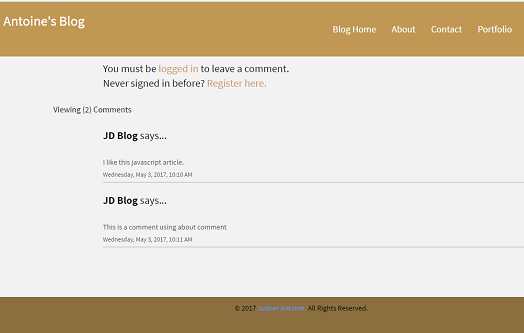 Antoine's Blog
Blog Home About Contact Portfolio
You must be logged in to leave a comment.
Never signed in before? Register here.
Viewing (2) Comments
JD Blog says...
I like this javascript article.
Wednesday, May 3, 2017, 10:10 AM
JD Blog says...
This is a comment using about comment
Wednesday, May 3, 2017, 10:11 AM
© 2017 Judner Antoine. All Rights Reserved.